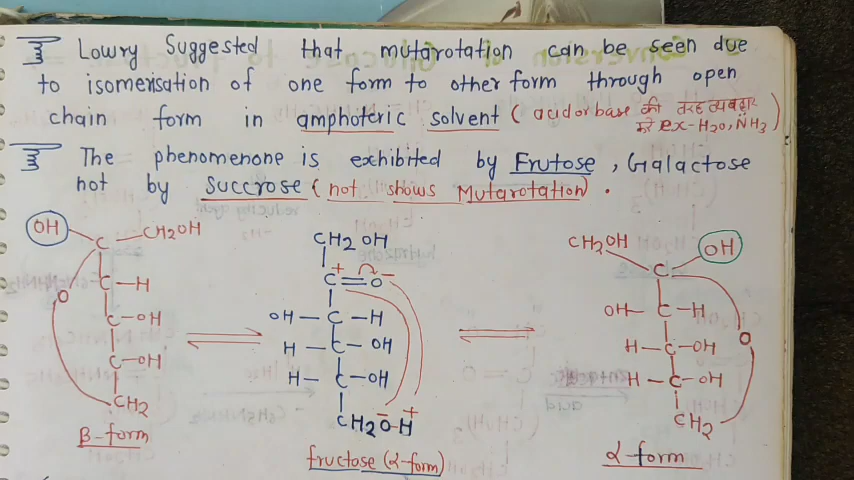 Lowry Suggested that mutarotation can be seen due
to isomerisation of one form to other form through open
chain form in amphoteric solvent ( acid or base की तरह व्यवहार
करे ex- H2O, N̈H3 )
The phenomenone is exhibited by Frutose, Galactose
not by succrose ( not shows Mutarotation ) .
OH C — CH2OH
C — H
O
C — OH
C — OH
CH2
β-form
CH2 OH
C+ = O−
OH — C — H
H — C — OH
H — C — OH
CH2O−-H+
fructose (α-form)
CH2OH OH
C
OH — C — H
O
H — C — OH
H — C — OH
CH2
α-form